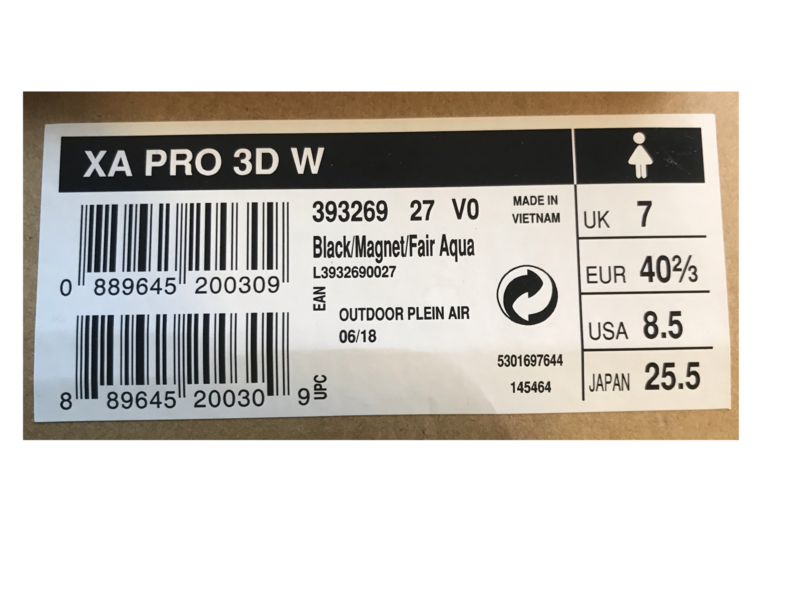 XA PRO 3D W
393269 27 V0
MADE IN
VIETNAM
Black/Magnet/Fair Aqua
L3932690027
0 889645 200309
EAN
OUTDOOR PLEIN AIR
06/18
8 89645 20030 9
UPC
5301697644
145464
UK 7
EUR 40⅔
USA 8.5
JAPAN 25.5